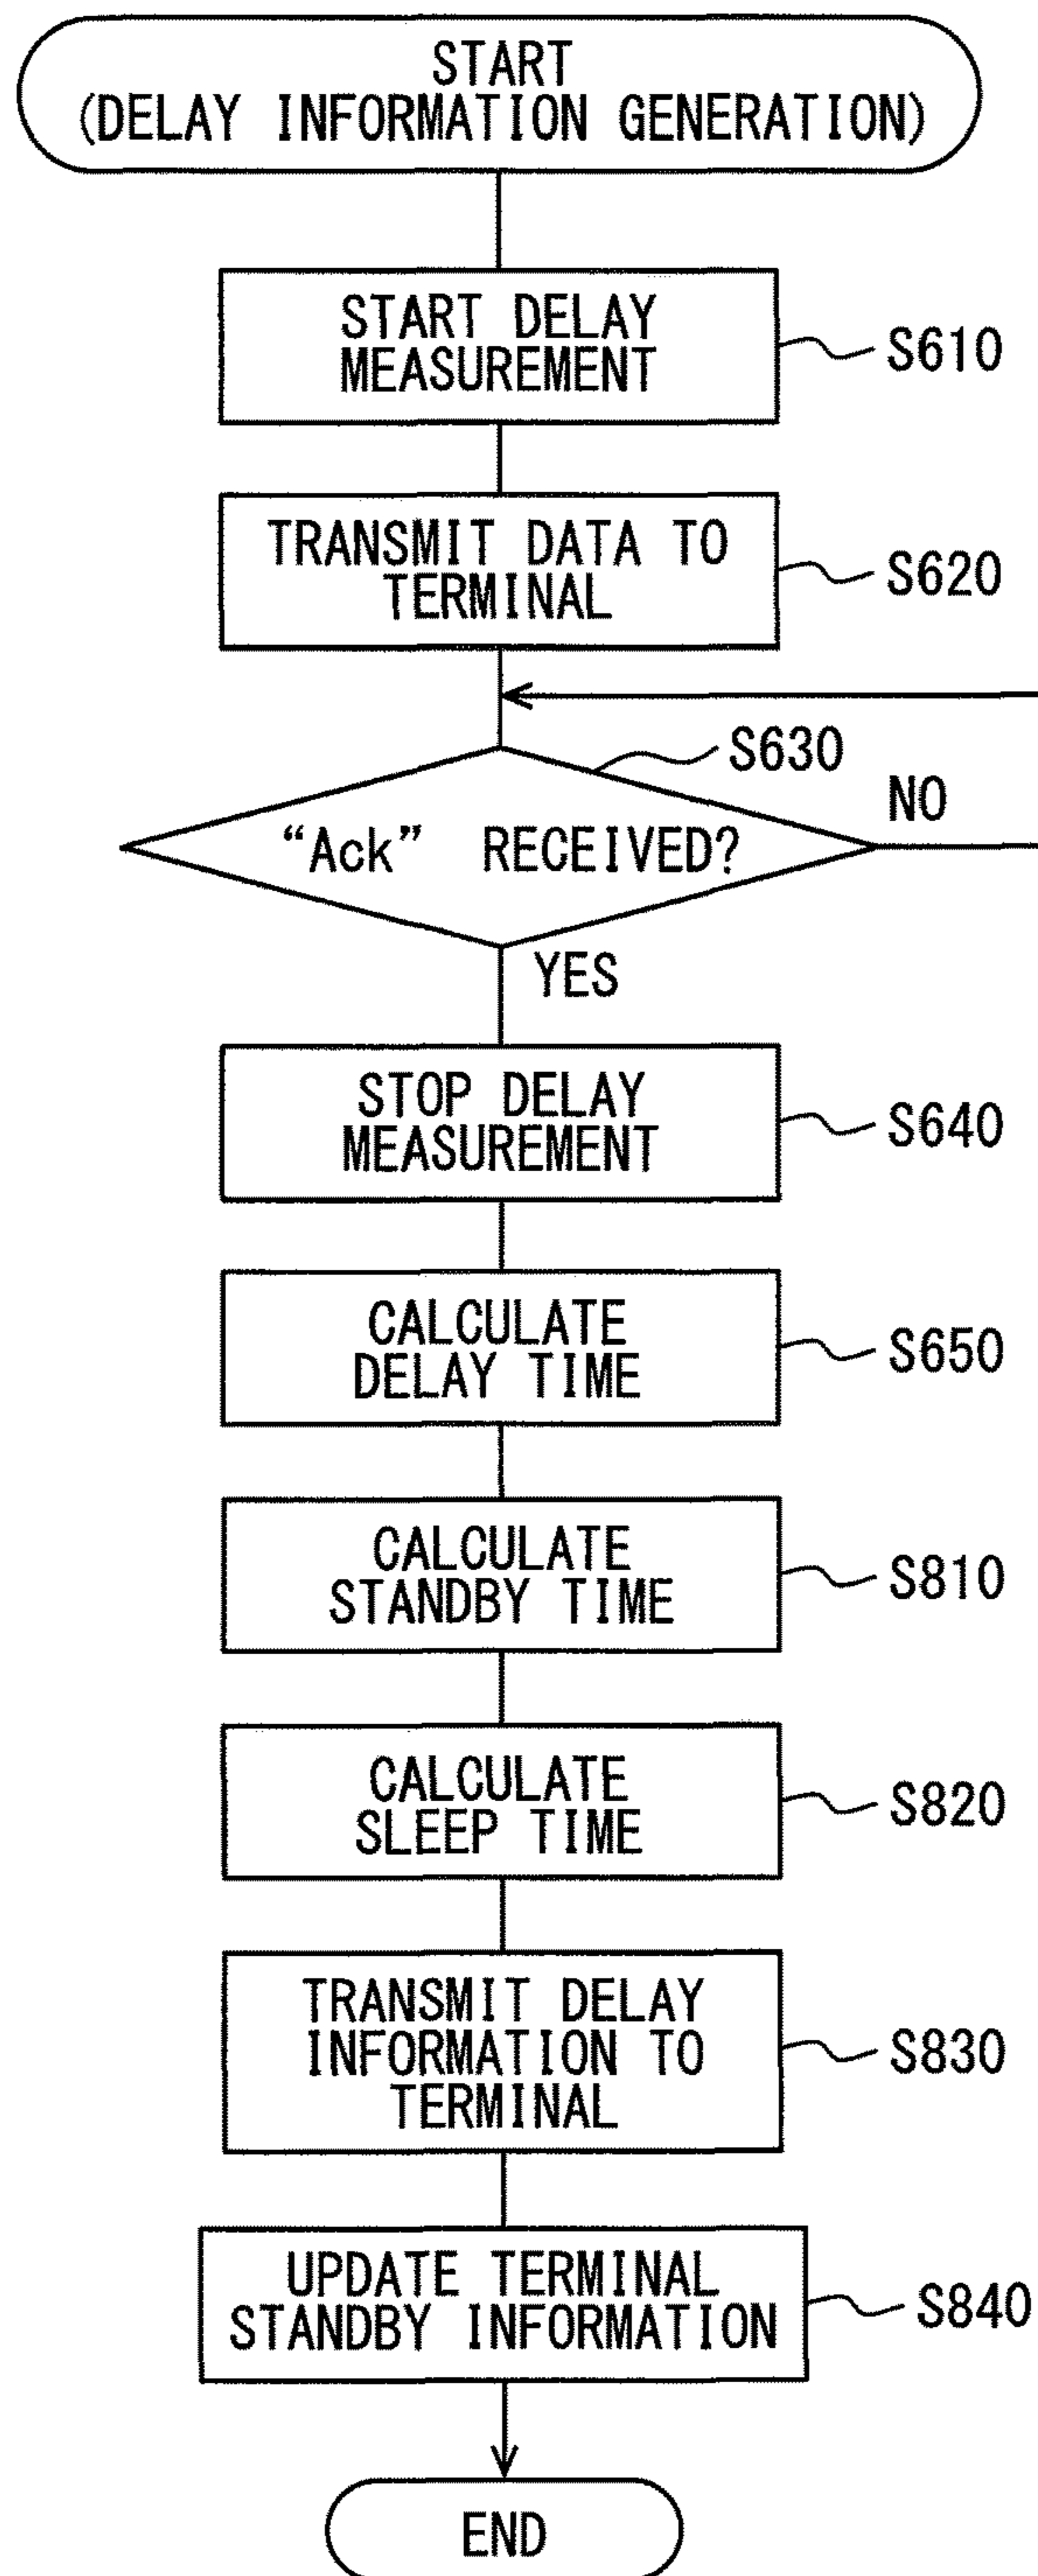 START
(DELAY INFORMATION GENERATION)
START DELAY
MEASUREMENT
S610
TRANSMIT DATA TO
TERMINAL
S620
S630
NO
“Ack” RECEIVED?
YES
STOP DELAY
MEASUREMENT
S640
CALCULATE
DELAY TIME
S650
CALCULATE
STANDBY TIME
S810
CALCULATE
SLEEP TIME
S820
TRANSMIT DELAY
INFORMATION TO
TERMINAL
S830
UPDATE TERMINAL
STANDBY INFORMATION
S840
END